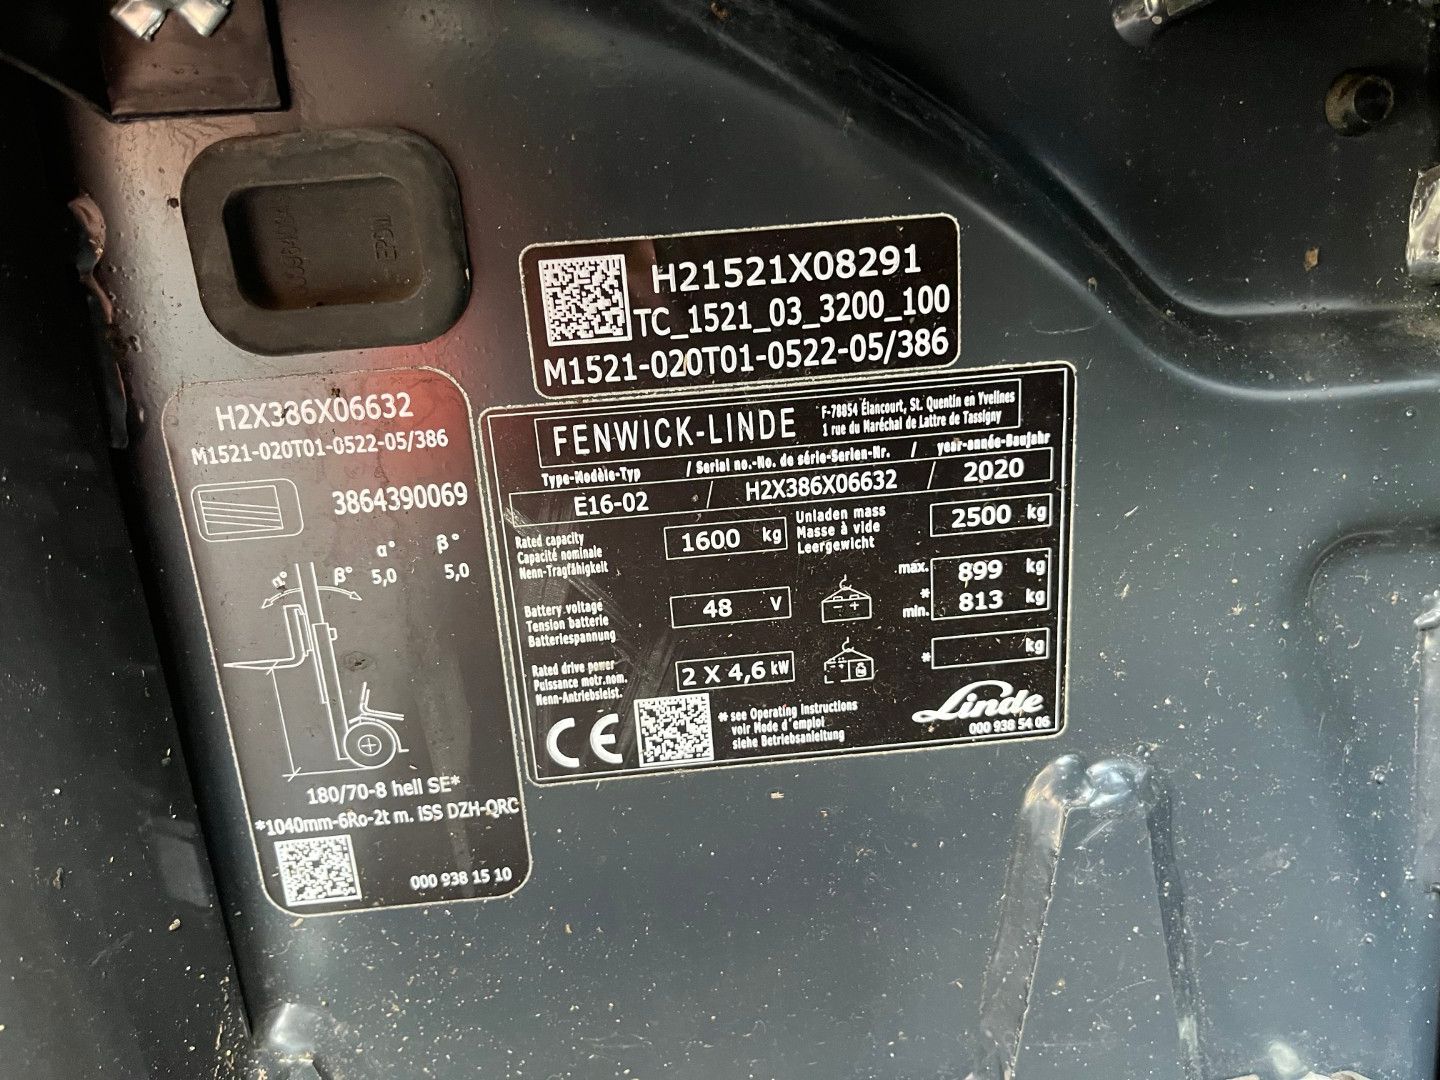 H21521X08291
TC_1521_03_3200_100
M1521-020T01-0522-05/386
H2X386X06632
M1521-020T01-0522-05/386
3864390069
α° β°
α° β° 5,0 5,0
180/70-8 hell SE*
*1040mm-6Ro-2t m. iSS DZH-QRC
000 938 15 10
FENWICK-LINDE
F-78854 Élancourt, St. Quentin en Yvelines
1 rue du Maréchal de Lattre de Tassigny
Type-Modèle-Typ / Serial no.-No. de série-Serien-Nr. / year-année-Baujahr
E16-02 / H2X386X06632 / 2020
Rated capacity
Capacité nominale
Nenn-Tragfähigkeit
1600 kg
Unladen mass
Masse à vide
Leergewicht
2500 kg
Battery voltage
Tension batterie
Batteriespannung
48 V
- +
max. 899 kg
*
min. 813 kg
Rated drive power
Puissance motr.nom.
Nenn-Antriebsleist.
2 X 4,6 kW
* kg
CE
* see Operating instructions
voir Mode d'emploi
siehe Betriebsanleitung
Linde
000 938 54 06